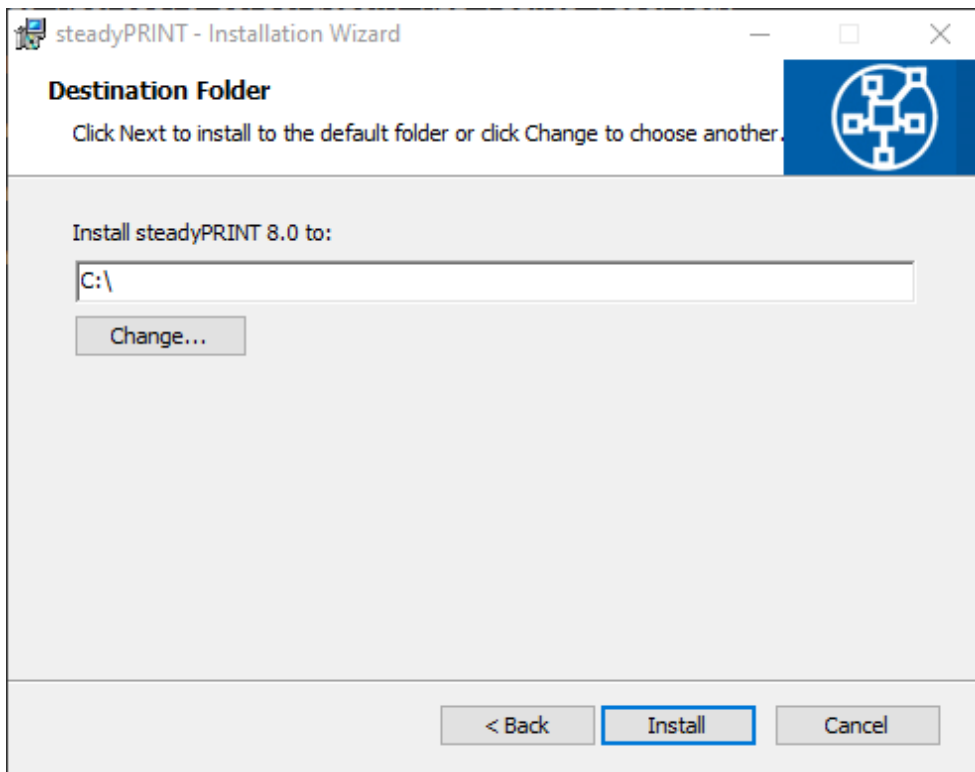 steadyPRINT - Installation Wizard
Destination Folder
Click Next to install to the default folder or click Change to choose another.
Install steadyPRINT 8.0 to:
C:\
Change...
< Back
Install
Cancel